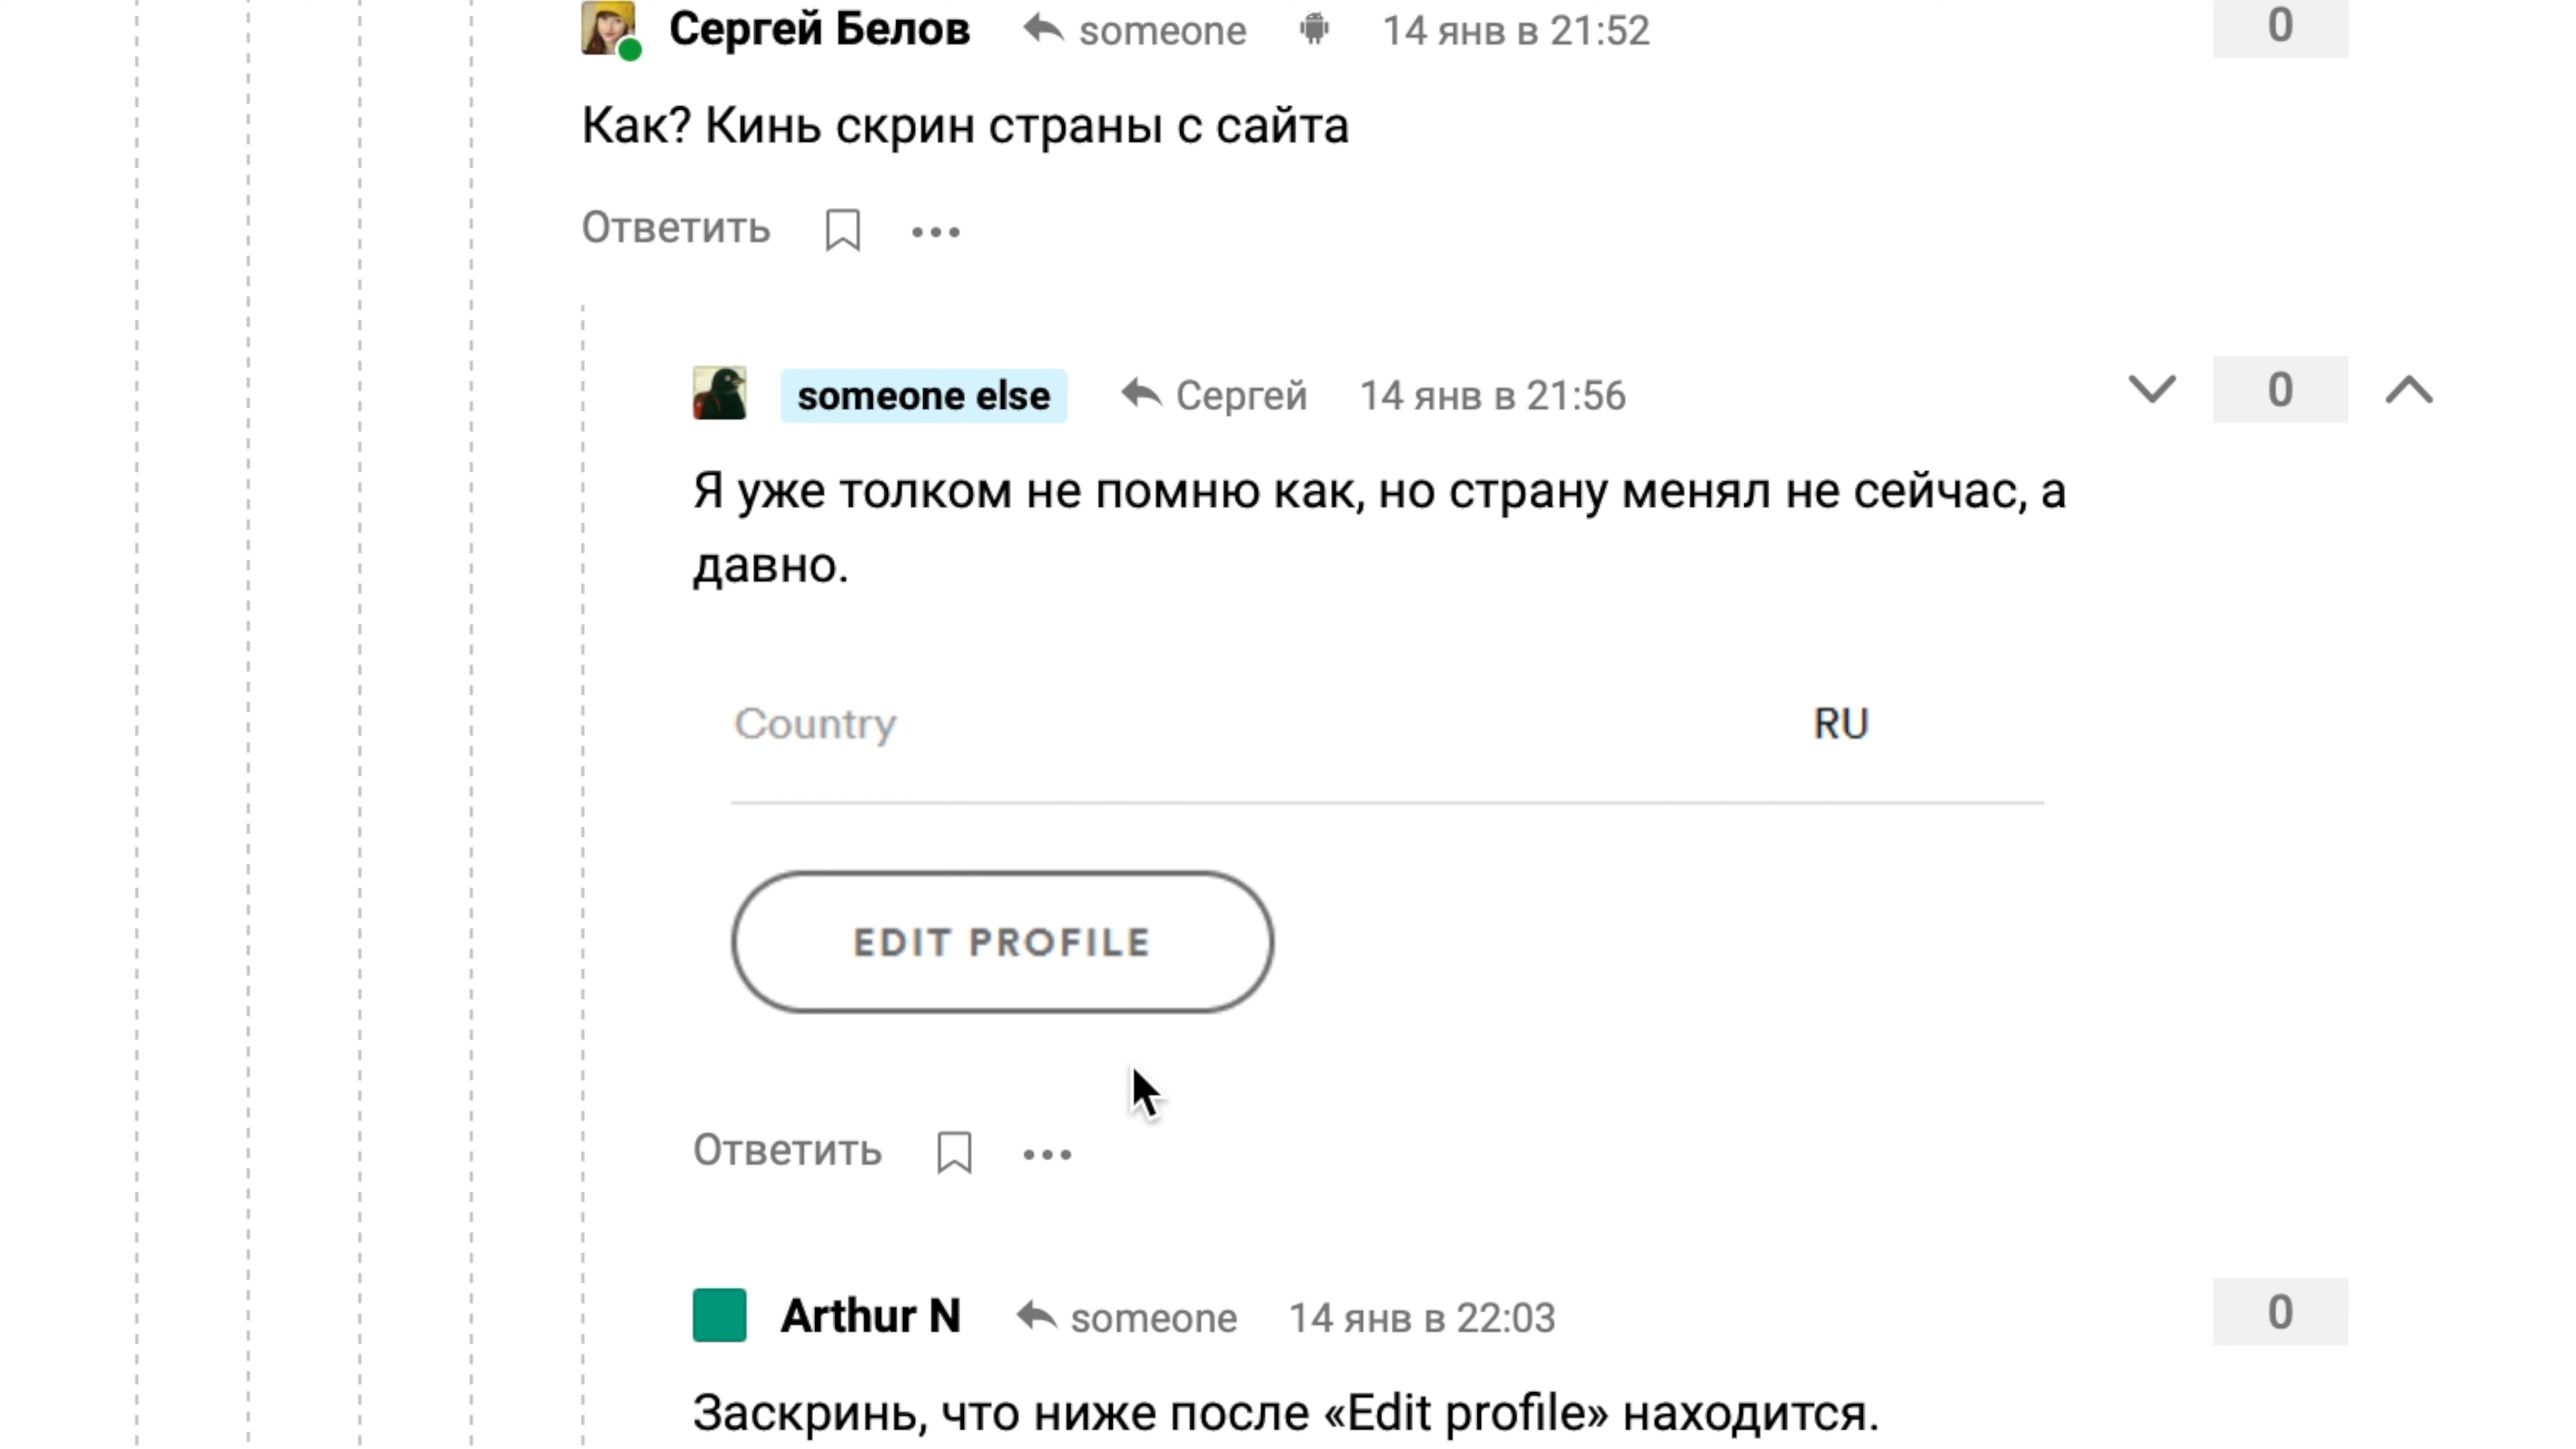 Сергей Белов someone 14 янв в 21:52 0
Как? Кинь скрин страны с сайта
Ответить
someone else Сергей 14 янв в 21:56 0
Я уже толком не помню как, но страну менял не сейчас, а
давно.
Country RU
EDIT PROFILE
Ответить
Arthur N someone 14 янв в 22:03 0
Заскринь, что ниже после «Edit profile» находится.